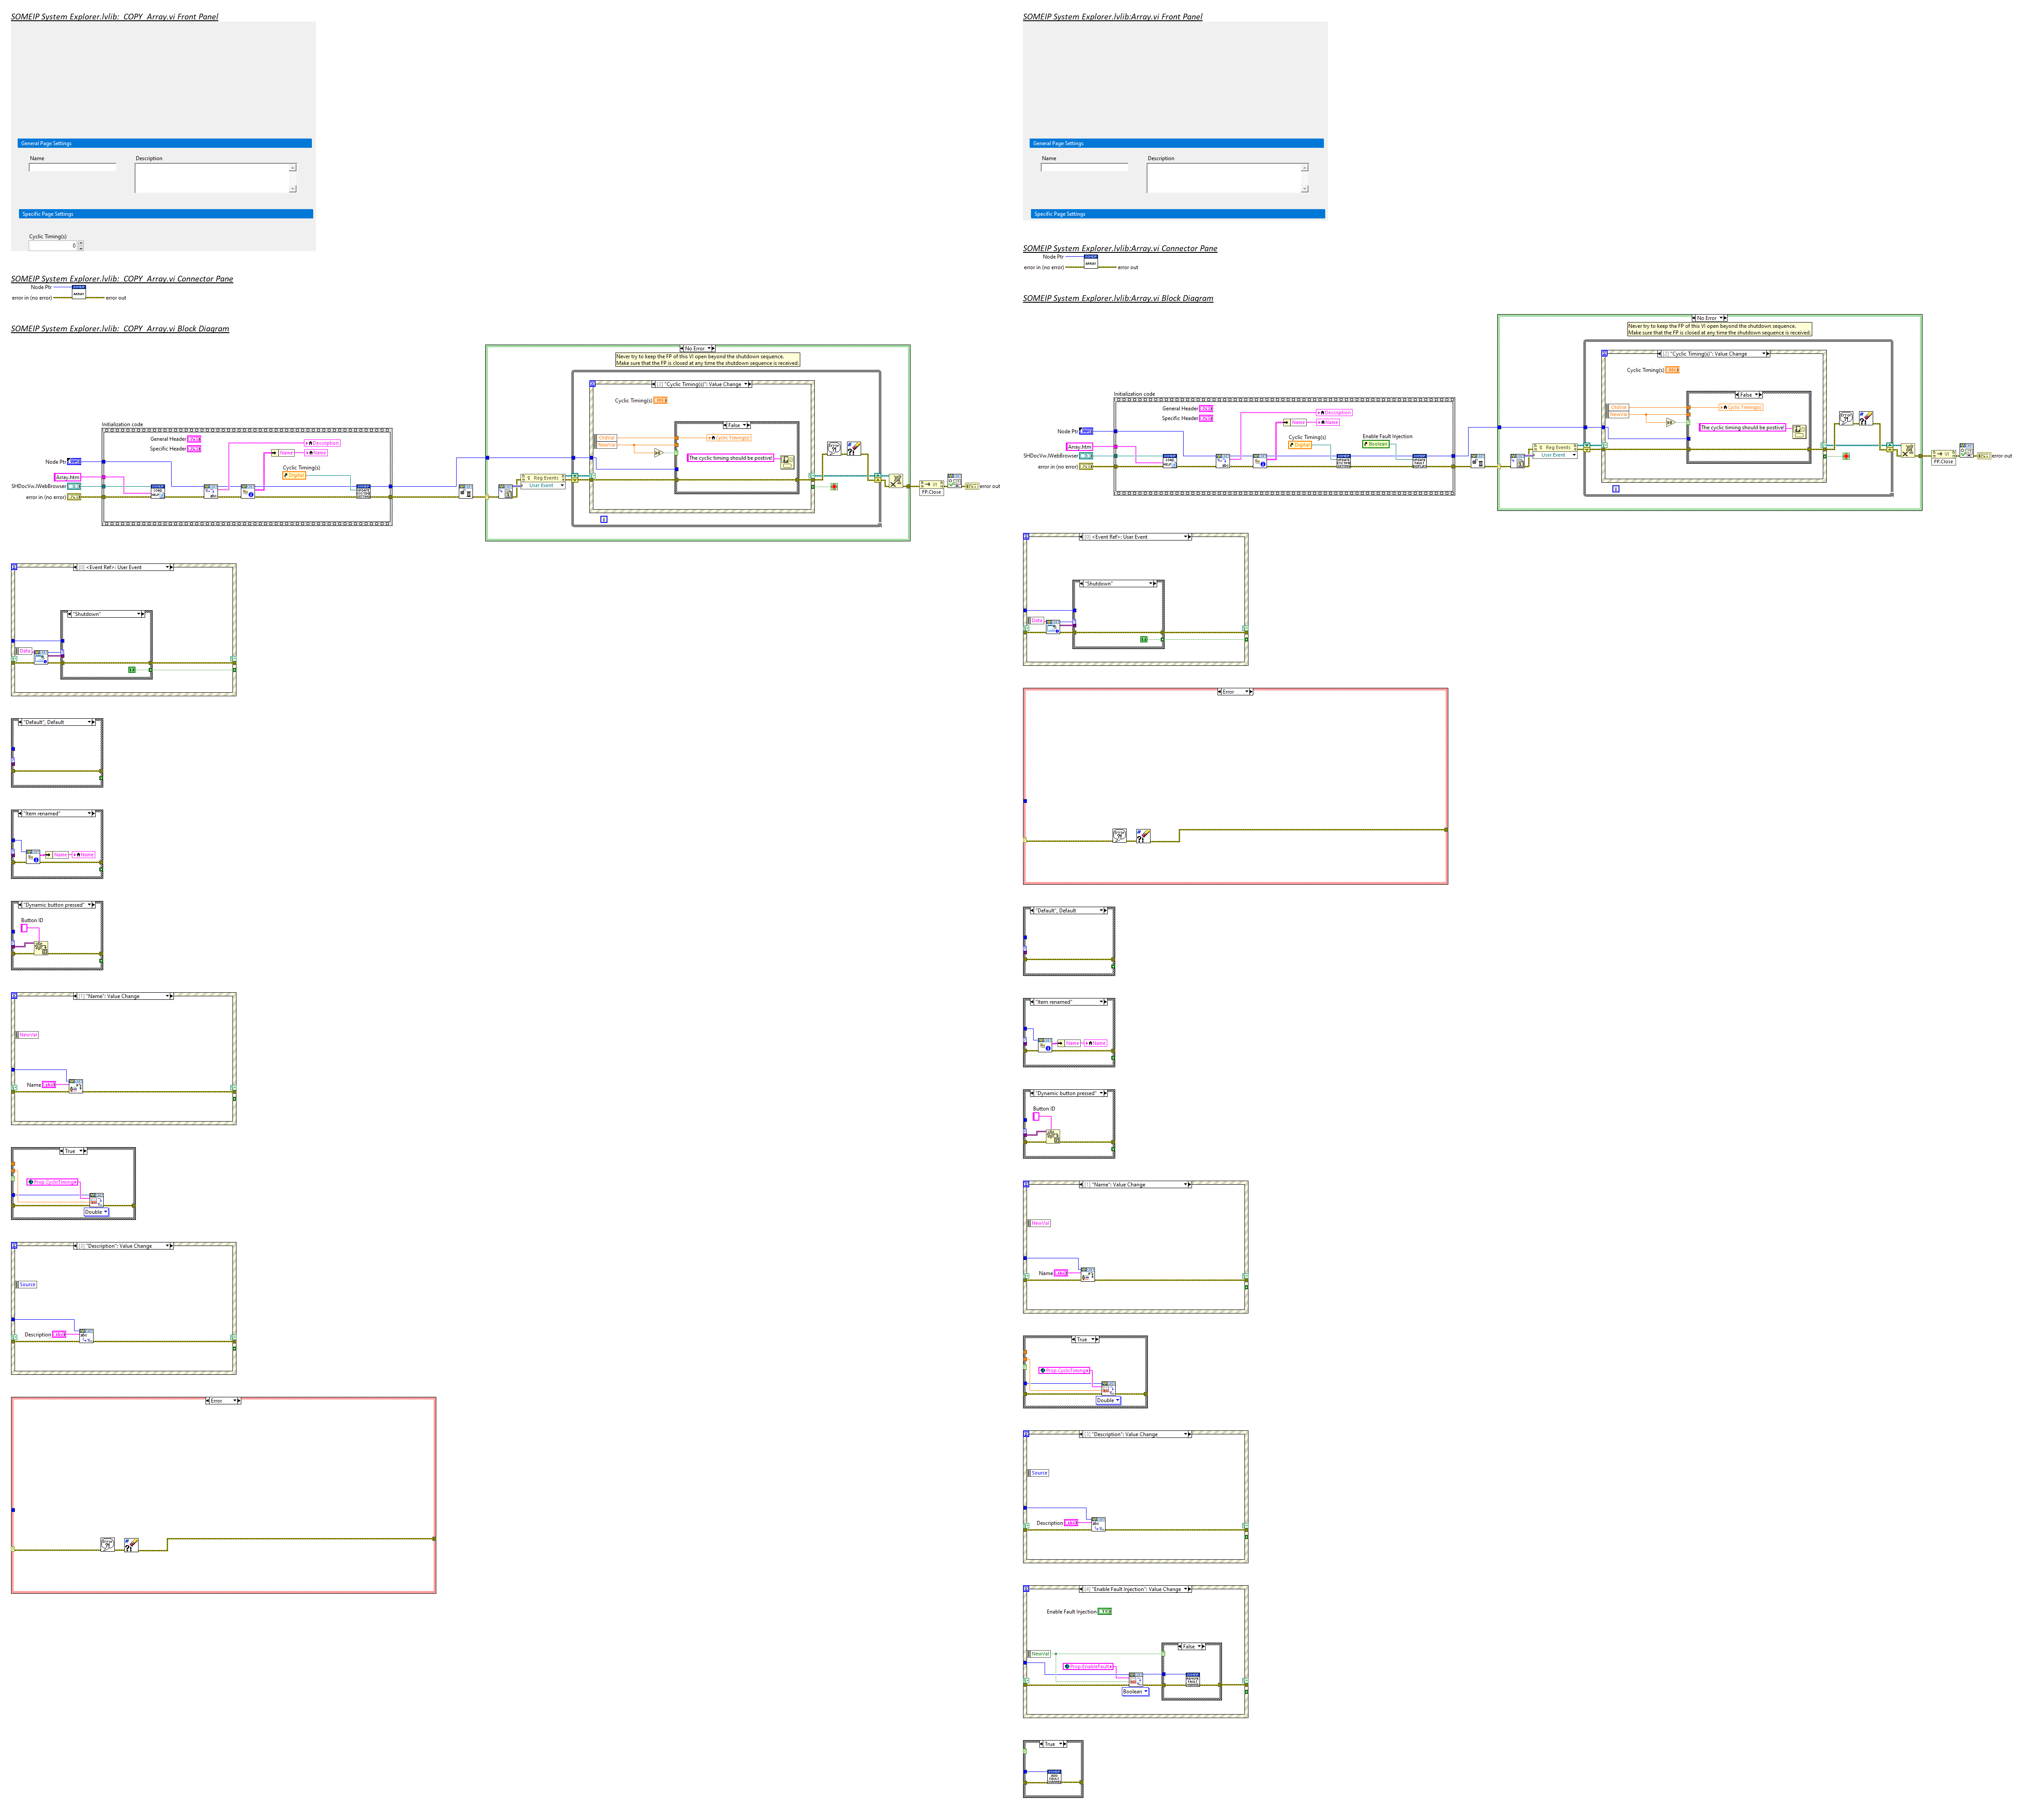 SOMEIP System Explorer.lvlib:_COPY_Array.vi Front Panel
General Page Settings
Name
Description
Specific Page Settings
Cyclic Timing(s)
0
SOMEIP System Explorer.lvlib:_COPY_Array.vi Connector Pane
Node Ptr
error in (no error)
error out
SOMEIP System Explorer.lvlib:_COPY_Array.vi Block Diagram
No Error
Never try to keep the FP of this VI open beyond the shutdown sequence.
Make sure that the FP is closed at any time the shutdown sequence is received.
[2] "Cyclic Timing(s)": Value Change
Cyclic Timing(s)
False
OldVal
NewVal
Cyclic Timing(s)
The cyclic timing should be postive!
Initialization code
General Header
Specific Header
Description
Name
Name
Cyclic Timing(s)
Digital
Node Ptr
Array.htm
SHDocVw.IWebBrowser
error in (no error)
Reg Events
User Event
VI
FP.Close
error out
[0] <Event Ref>: User Event
"Shutdown"
Data
"Default", Default
"Item renamed"
Name
Name
"Dynamic button pressed"
Button ID
[1] "Name": Value Change
NewVal
Name
True
Prop.CyclicTiming
Double
[3] "Description": Value Change
Source
Description
Error
SOMEIP System Explorer.lvlib:Array.vi Front Panel
General Page Settings
Name
Description
Specific Page Settings
SOMEIP System Explorer.lvlib:Array.vi Connector Pane
Node Ptr
error in (no error)
error out
SOMEIP System Explorer.lvlib:Array.vi Block Diagram
No Error
Never try to keep the FP of this VI open beyond the shutdown sequence.
Make sure that the FP is closed at any time the shutdown sequence is received.
[2] "Cyclic Timing(s)": Value Change
Cyclic Timing(s)
False
OldVal
NewVal
Cyclic Timing(s)
The cyclic timing should be postive!
Initialization code
General Header
Specific Header
Description
Name
Name
Cyclic Timing(s)
Digital
Enable Fault Injection
Boolean
Node Ptr
Array.htm
SHDocVw.IWebBrowser
error in (no error)
Reg Events
User Event
VI
FP.Close
error out
[0] <Event Ref>: User Event
"Shutdown"
Data
Error
"Default", Default
"Item renamed"
Name
Name
"Dynamic button pressed"
Button ID
[1] "Name": Value Change
NewVal
Name
True
Prop.CyclicTiming
Double
[3] "Description": Value Change
Source
Description
[4] "Enable Fault Injection": Value Change
Enable Fault Injection
False
NewVal
Prop.EnableFault
Boolean
True